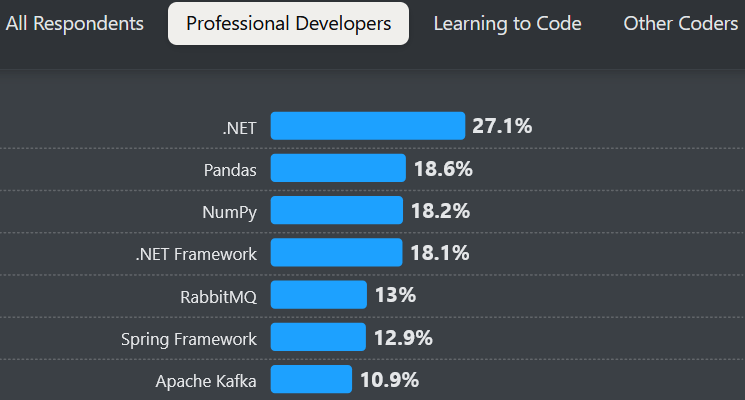 All Respondents Professional Developers Learning to Code Other Coders
.NET 27.1%
Pandas 18.6%
NumPy 18.2%
.NET Framework 18.1%
RabbitMQ 13%
Spring Framework 12.9%
Apache Kafka 10.9%